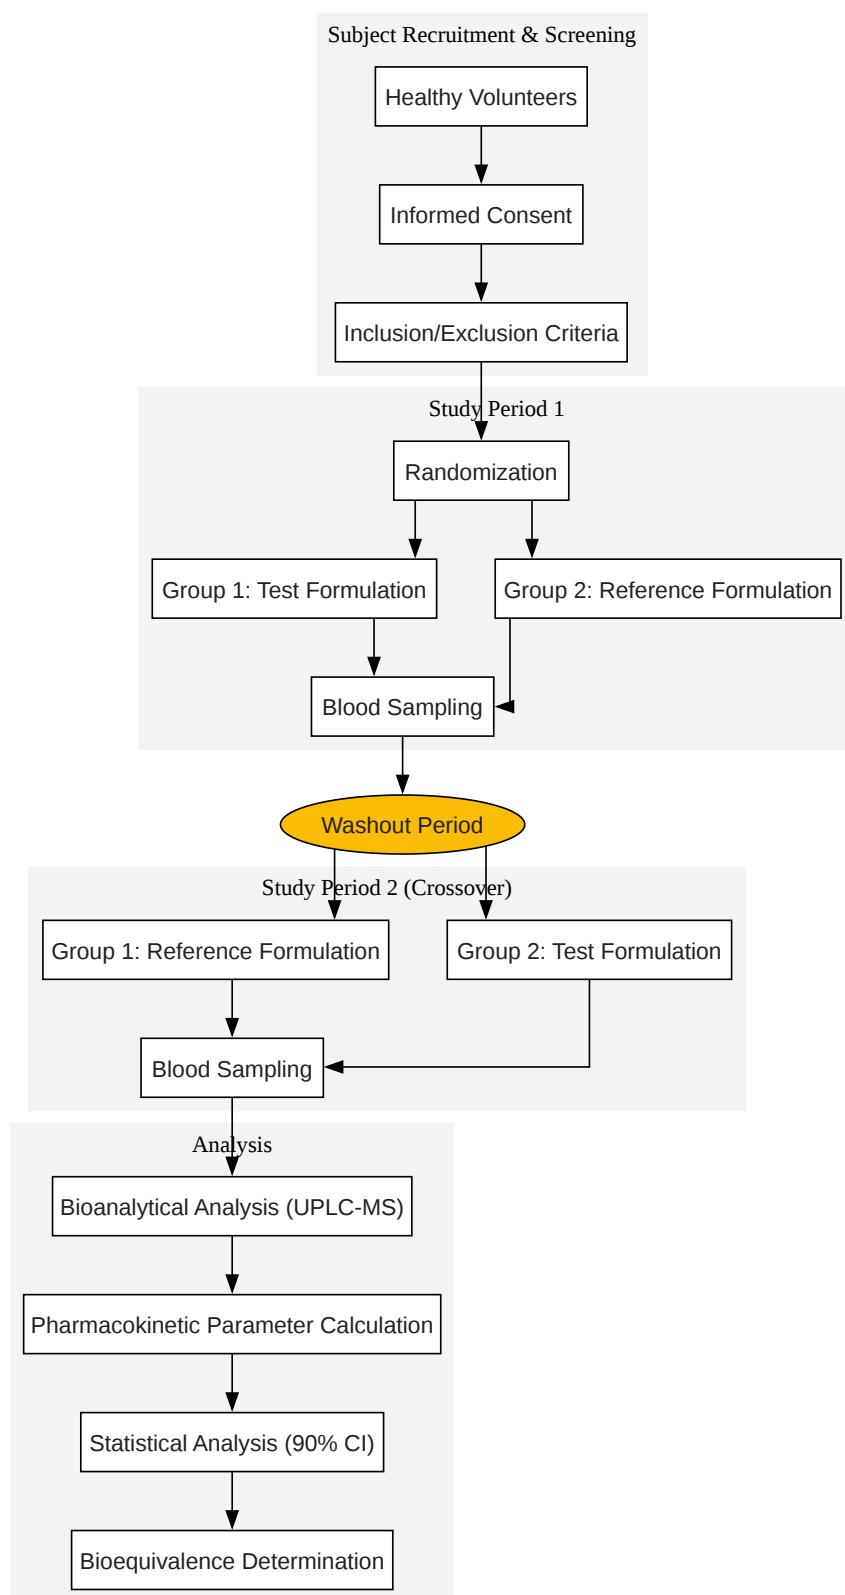 Subject Recruitment & Screening
Healthy Volunteers
Informed Consent
Inclusion/Exclusion Criteria
Study Period 1
Randomization
Group 1: Test Formulation
Group 2: Reference Formulation
Blood Sampling
Washout Period
Study Period 2 (Crossover)
Group 1: Reference Formulation
Group 2: Test Formulation
Blood Sampling
Analysis
Bioanalytical Analysis (UPLC-MS)
Pharmacokinetic Parameter Calculation
Statistical Analysis (90% CI)
Bioequivalence Determination